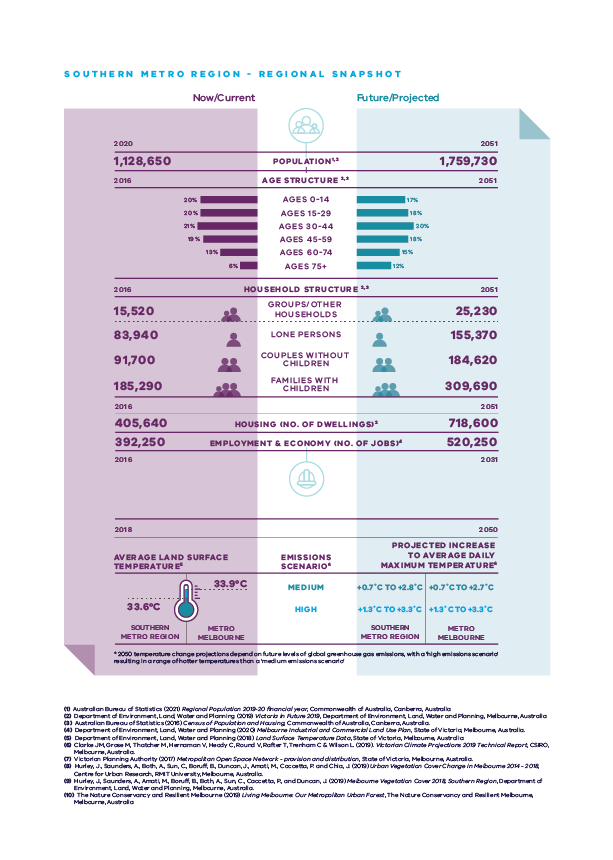 SOUTHERN METRO REGION - REGIONAL SNAPSHOT
Now/Current Future/Projected
2020 2051
1,128,650 POPULATION¹,² 1,759,730
2016 AGE STRUCTURE ²,³ 2051
20% AGES 0-14 17%
20% AGES 15-29 18%
21% AGES 30-44 20%
19% AGES 45-59 18%
13% AGES 60-74 15%
6% AGES 75+ 12%
2016 HOUSEHOLD STRUCTURE ²,³ 2051
15,520 GROUPS/OTHER HOUSEHOLDS 25,230
83,940 LONE PERSONS 155,370
91,700 COUPLES WITHOUT CHILDREN 184,620
185,290 FAMILIES WITH CHILDREN 309,690
2016 2051
405,640 HOUSING (NO. OF DWELLINGS)² 718,600
392,250 EMPLOYMENT & ECONOMY (NO. OF JOBS)⁴ 520,250
2016 2031
2018 2050
AVERAGE LAND SURFACE TEMPERATURE⁵
EMISSIONS SCENARIO⁶
PROJECTED INCREASE
TO AVERAGE DAILY
MAXIMUM TEMPERATURE⁶
33.9°C
33.6°C
MEDIUM +0.7°C TO +2.8°C +0.7°C TO +2.7°C
HIGH +1.3°C TO +3.3°C +1.3°C TO +3.3°C
SOUTHERN METRO REGION METRO MELBOURNE SOUTHERN METRO REGION METRO MELBOURNE
⁶ 2050 temperature change projections depend on future levels of global greenhouse gas emissions, with a 'high emissions scenario'
resulting in a range of hotter temperatures than a 'medium emissions scenario'
(1) Australian Bureau of Statistics (2021) Regional Population 2019-20 financial year, Commonwealth of Australia, Canberra, Australia
(2) Department of Environment, Land, Water and Planning (2019) Victoria in Future 2019, Department of Environment, Land, Water and Planning, Melbourne, Australia
(3) Australian Bureau of Statistics (2016) Census of Population and Housing, Commonwealth of Australia, Canberra, Australia.
(4) Department of Environment, Land, Water and Planning (2020) Melbourne Industrial and Commercial Land Use Plan, State of Victoria, Melbourne, Australia.
(5) Department of Environment, Land, Water and Planning (2018) Land Surface Temperature Data, State of Victoria, Melbourne, Australia
(6) Clarke JM, Grose M, Thatcher M, Hernaman V, Heady C, Round V, Rafter T, Trenham C & Wilson L. (2019). Victorian Climate Projections 2019 Technical Report, CSIRO,
Melbourne, Australia.
(7) Victorian Planning Authority (2017) Metropolitan Open Space Network - provision and distribution, State of Victoria, Melbourne, Australia.
(8) Hurley, J., Saunders, A., Both, A., Sun, C., Boruff, B., Duncan, J., Amati, M., Caccetta, P. and Chia, J. (2019) Urban Vegetation Cover Change in Melbourne 2014 - 2018,
Centre for Urban Research, RMIT University, Melbourne, Australia.
(9) Hurley, J., Saunders, A., Amati, M., Boruff, B., Both, A., Sun, C., Caccetta, P., and Duncan, J. (2019) Melbourne Vegetation Cover 2018, Southern Region, Department of
Environment, Land, Water and Planning, Melbourne, Australia.
(10) The Nature Conservancy and Resilient Melbourne (2019) Living Melbourne: Our Metropolitan Urban Forest, The Nature Conservancy and Resilient Melbourne,
Melbourne, Australia